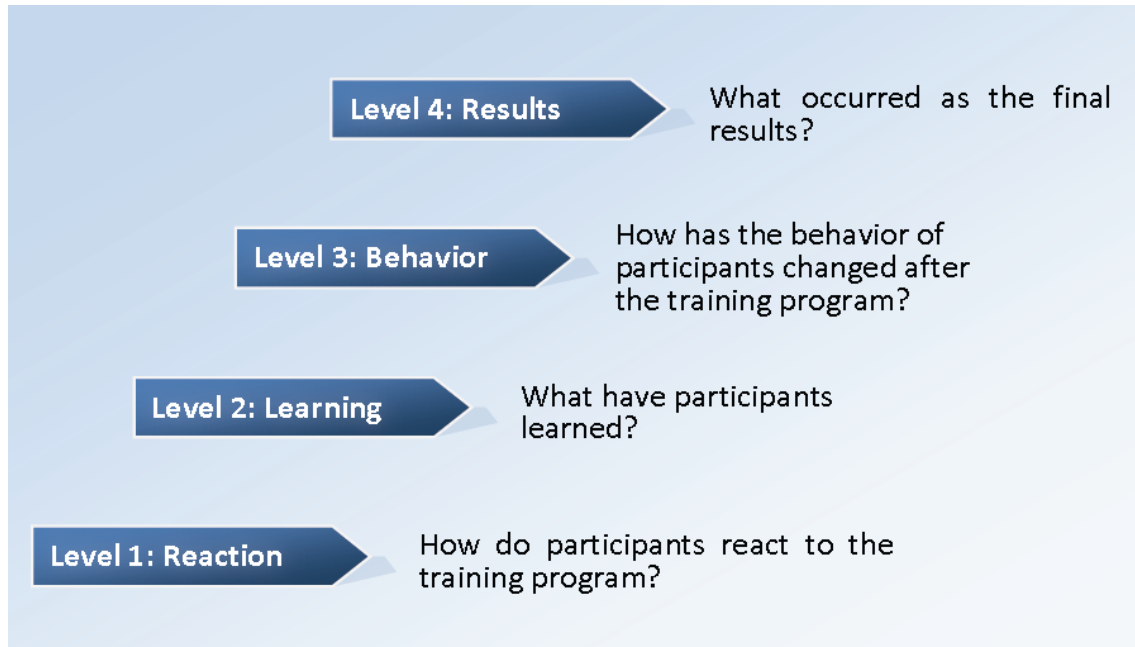 Level 4: Results
What occurred as the final
results?
Level 3: Behavior
How has the behavior of
participants changed after
the training program?
Level 2: Learning
What have participants
learned?
Level 1: Reaction
How do participants react to the
training program?